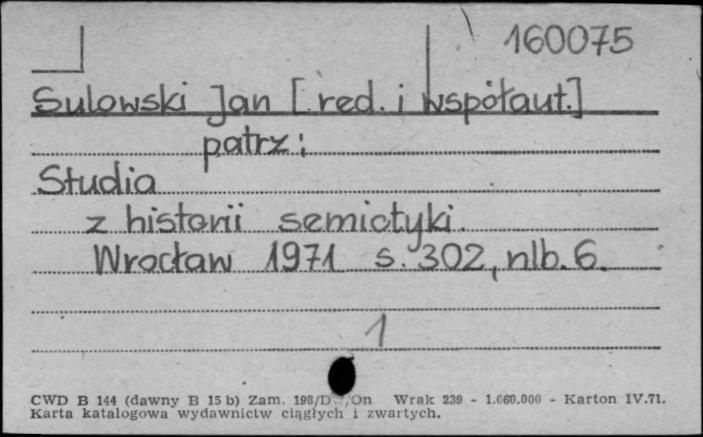 160075
Sulowski Jan [red. i współaut.]
patrz:
Studia
z historii semiotyki.
Wrocław 1971 s. 302, nlb. 6.
1
CWD B 144 (dawny B 15 b) Zam. 198/D /On Wrak 239 - 1.660.000 - Karton IV.71.
Karta katalogowa wydawnictw ciągłych i zwartych.